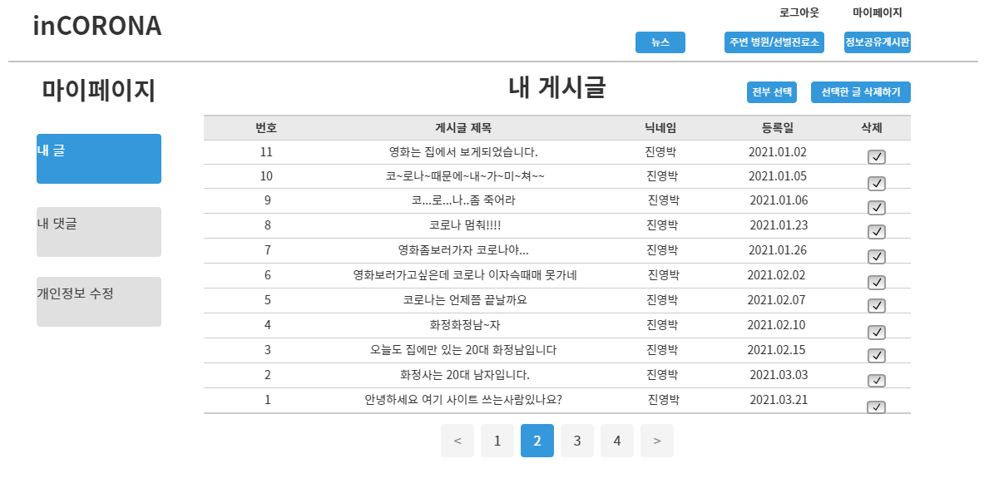 inCORONA
로그아웃 마이페이지
뉴스 주변 병원/선별진료소 정보공유게시판
마이페이지
내 게시글
전부 선택 선택한 글 삭제하기
내 글
내 댓글
개인정보 수정
번호 게시글 제목 닉네임 등록일 삭제
11 영화는 집에서 보게되었습니다. 진영박 2021.01.02
10 코~로나~때문에~내~가~미~쳐~~ 진영박 2021.01.05
9 코...로...나..좀 죽어라 진영박 2021.01.06
8 코로나 멈춰!!!! 진영박 2021.01.23
7 영화좀보러가자 코로나야... 진영박 2021.01.26
6 영화보러가고싶은데 코로나 이자슥때매 못가네 진영박 2021.02.02
5 코로나는 언제쯤 끝날까요 진영박 2021.02.07
4 화정화정남~자 진영박 2021.02.10
3 오늘도 집에만 있는 20대 화정남입니다 진영박 2021.02.15
2 화정사는 20대 남자입니다. 진영박 2021.03.03
1 안녕하세요 여기 사이트 쓰는사람있나요? 진영박 2021.03.21
< 1 2 3 4 >